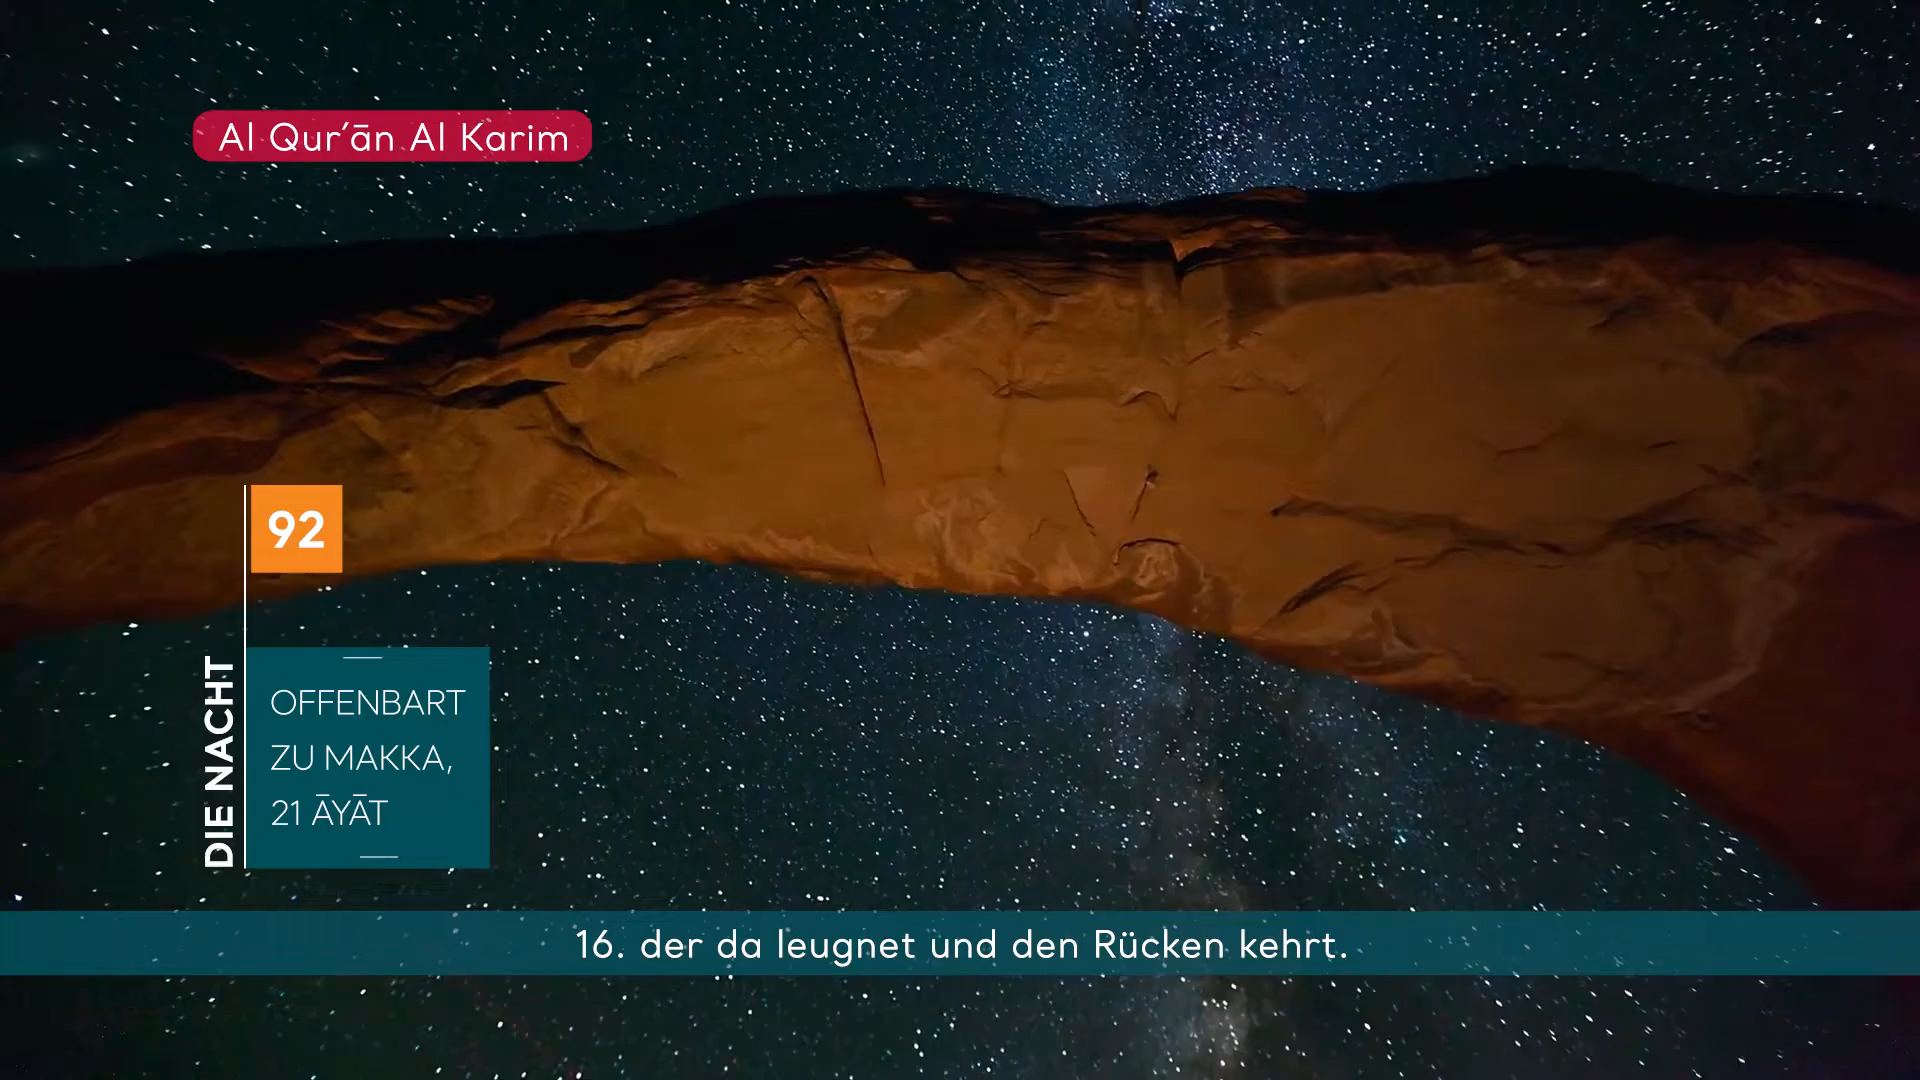 Al Qur’ān Al Karim
92
DIE NACHT
OFFENBART
ZU MAKKA,
21 ĀYĀT
16. der da leugnet und den Rücken kehrt.